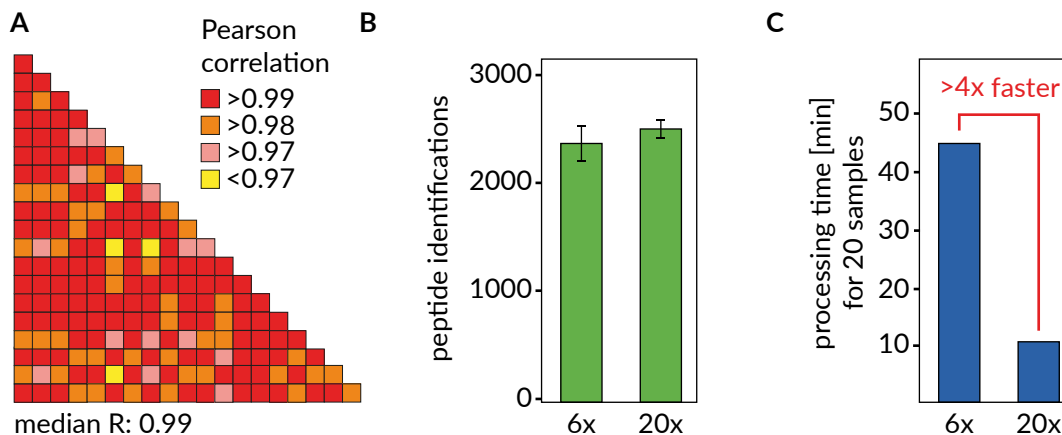 A
Pearson
correlation
>0.99
>0.98
>0.97
<0.97
median R: 0.99
B
peptide identifications
3000
2000
1000
0
6x
20x
C
processing time [min]
for 20 samples
>4x faster
50
40
30
20
10
6x
20x